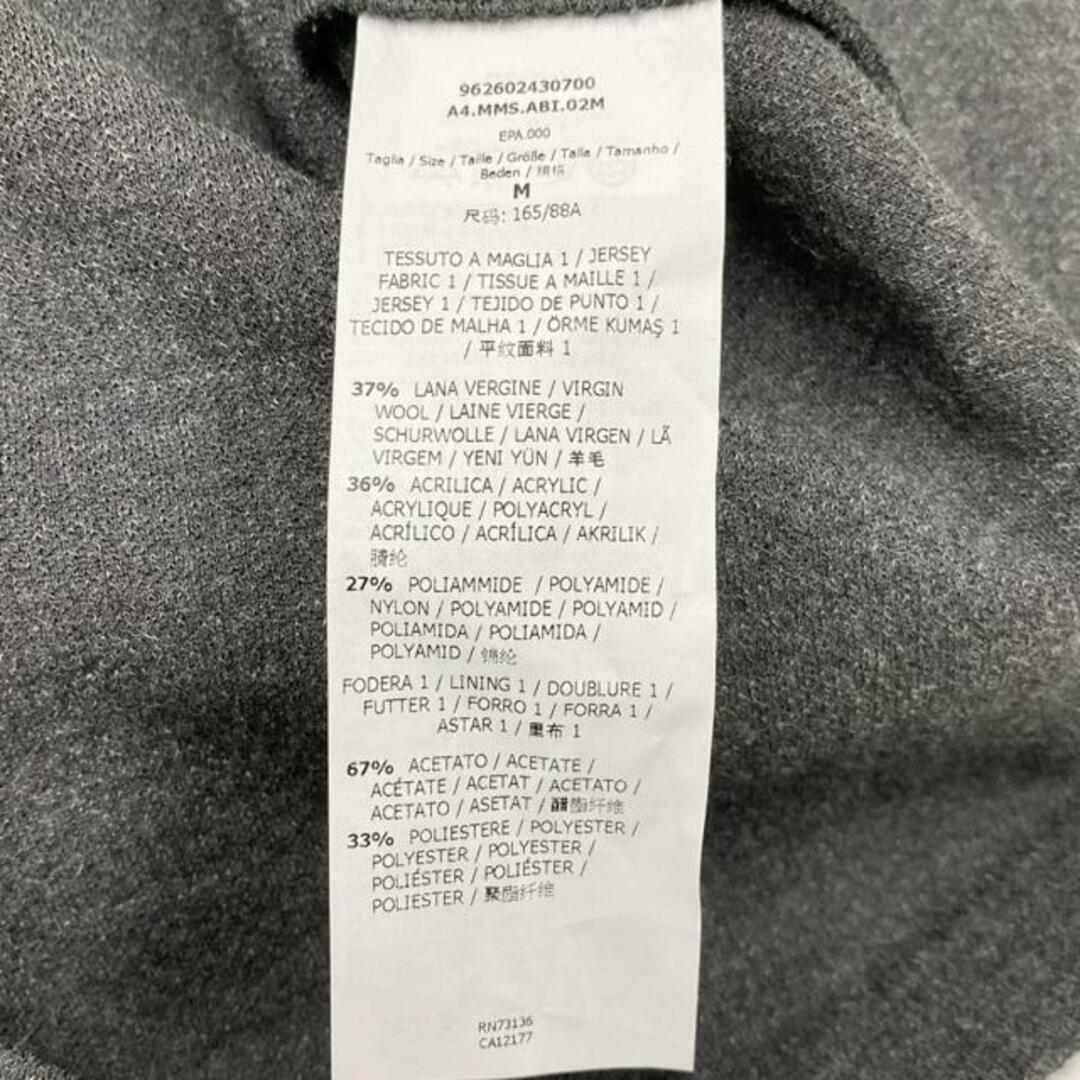 962602430700
A4.MMS.ABI.02M
EPA.000
Taglia / Size / Taille / Größe / Talla / Tamanho /
Beden / 规格
M
尺码: 165/88A
TESSUTO A MAGLIA 1 / JERSEY
FABRIC 1 / TISSUE A MAILLE 1 /
JERSEY 1 / TEJIDO DE PUNTO 1 /
TECIDO DE MALHA 1 / ÖRME KUMAŞ 1
/ 平纹面料 1
37% LANA VERGINE / VIRGIN
WOOL / LAINE VIERGE /
SCHURWOLLE / LANA VIRGEN / LÃ
VIRGEM / YENI YÜN / 羊毛
36% ACRILICA / ACRYLIC /
ACRYLIQUE / POLYACRYL /
ACRÍLICO / ACRÍLICA / AKRILIK /
腈纶
27% POLIAMMIDE / POLYAMIDE /
NYLON / POLYAMIDE / POLYAMID /
POLIAMIDA / POLIAMIDA /
POLYAMID / 锦纶
FODERA 1 / LINING 1 / DOUBLURE 1 /
FUTTER 1 / FORRO 1 / FORRA 1 /
ASTAR 1 / 里布 1
67% ACETATO / ACETATE /
ACÉTATE / ACETAT / ACETATO /
ACETATO / ASETAT / 醋酯纤维
33% POLIESTERE / POLYESTER /
POLYESTER / POLYESTER /
POLIÉSTER / POLIÉSTER /
POLIESTER / 聚酯纤维
RN73136
CA12177